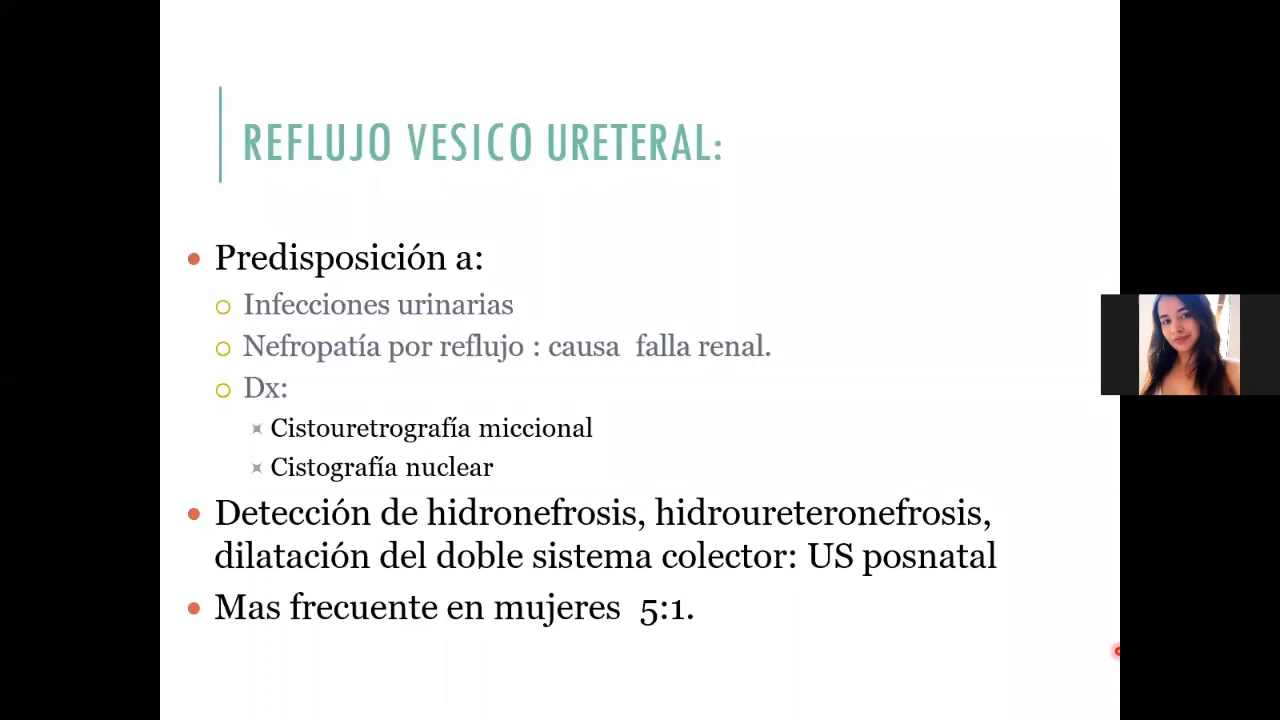 REFLUJO VESICO URETERAL:
Predisposición a:
Infecciones urinarias
Nefropatía por reflujo : causa falla renal.
Dx:
Cistouretrografía miccional
Cistografía nuclear
Detección de hidronefrosis, hidroureteronefrosis,
dilatación del doble sistema colector: US posnatal
Mas frecuente en mujeres 5:1.